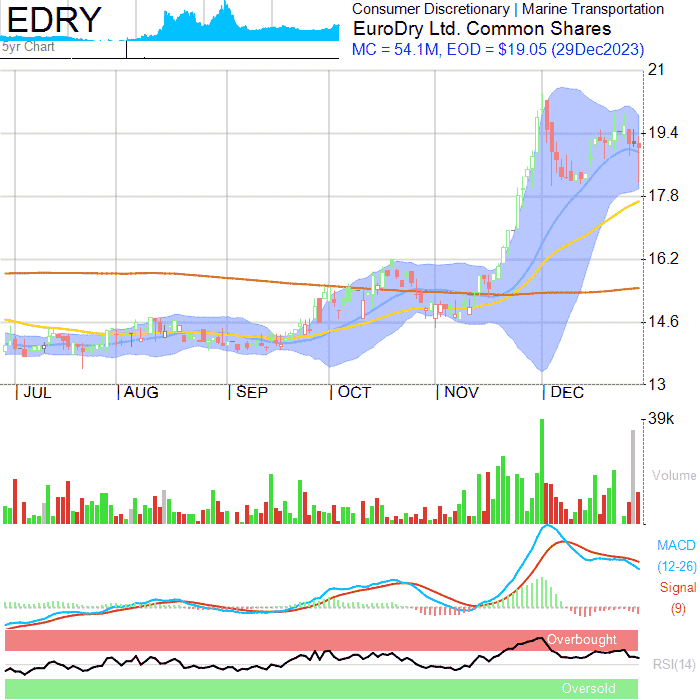 EDRY
5yr Chart
Consumer Discretionary | Marine Transportation
EuroDry Ltd. Common Shares
MC = 54.1M, EOD = $19.05 (29Dec2023)
21
19.4
17.8
16.2
14.6
13
JUL AUG SEP OCT NOV DEC
39k
Volume
MACD
(12-26)
Signal
(9)
Overbought
RSI(14)
Oversold